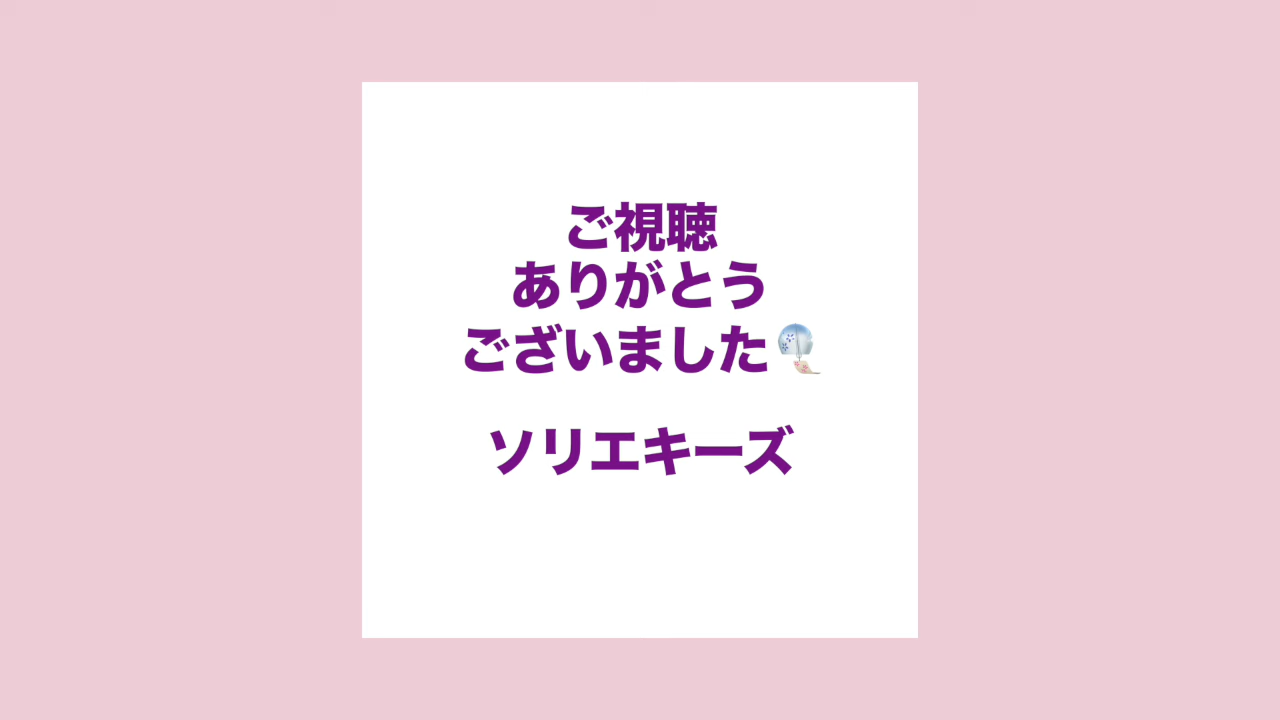 ご視聴
ありがとう
ございました🎐
ソリエキーズ